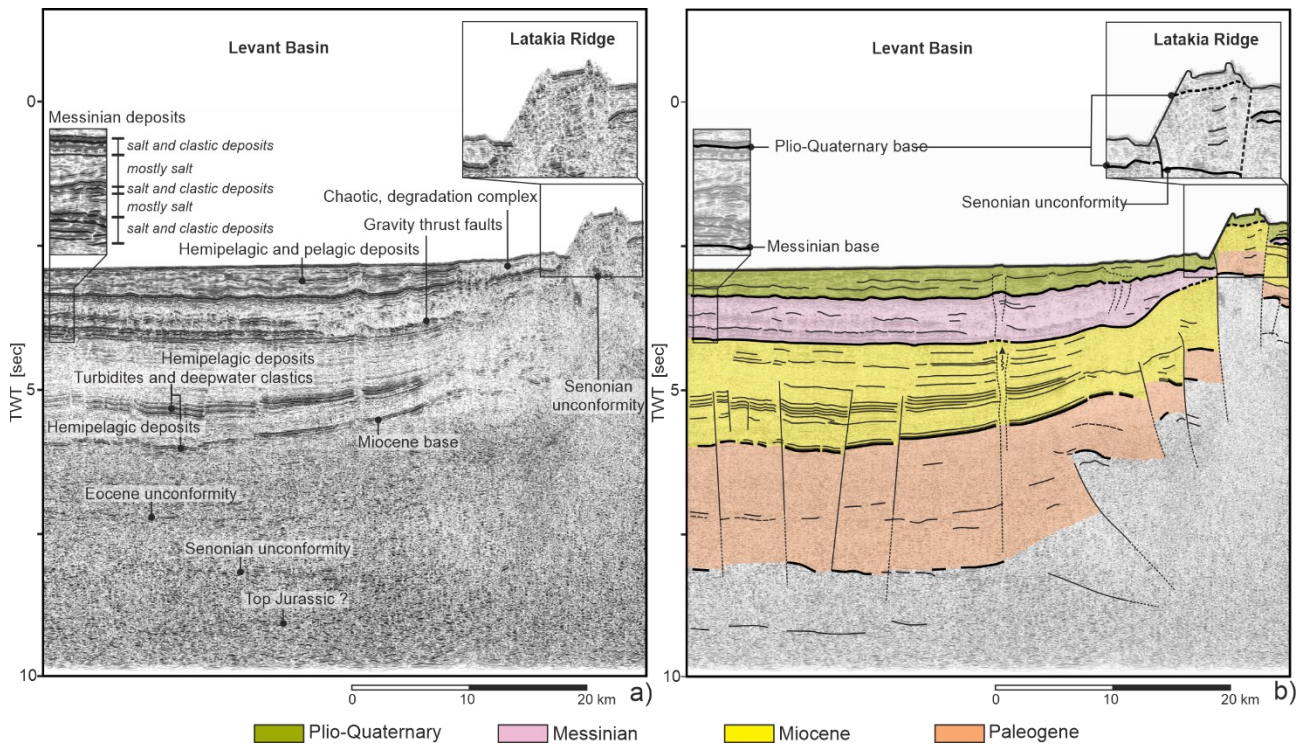 Levant Basin
Latakia Ridge
0
Messinian deposits
salt and clastic deposits
mostly salt
salt and clastic deposits
mostly salt
salt and clastic deposits
Chaotic, degradation complex
Gravity thrust faults
Hemipelagic and pelagic deposits
TWT [sec]
5
Hemipelagic deposits
Turbidites and deepwater clastics
Hemipelagic deposits
Senonian
unconformity
Miocene base
Eocene unconformity
Senonian unconformity
Top Jurassic ?
10
0
10
20 km
a)
Levant Basin
Latakia Ridge
0
Plio-Quaternary base
Senonian unconformity
Messinian base
TWT [sec]
5
10
0
10
20 km
b)
Plio-Quaternary
Messinian
Miocene
Paleogene